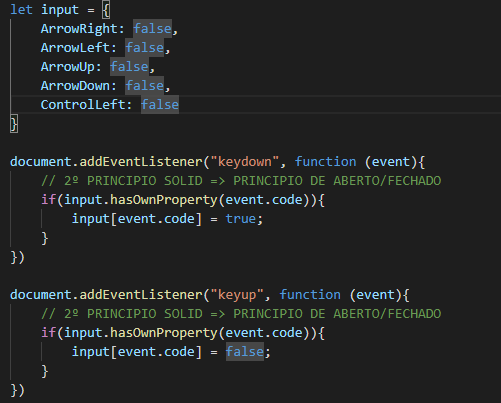 let input = {
    ArrowRight: false,
    ArrowLeft: false,
    ArrowUp: false,
    ArrowDown: false,
    ControlLeft: false
}
document.addEventListener("keydown", function (event){
    // 2º PRINCIPIO SOLID => PRINCIPIO DE ABERTO/FECHADO
    if(input.hasOwnProperty(event.code)){
        input[event.code] = true;
    }
})
document.addEventListener("keyup", function (event){
    // 2º PRINCIPIO SOLID => PRINCIPIO DE ABERTO/FECHADO
    if(input.hasOwnProperty(event.code)){
        input[event.code] = false;
    }
})